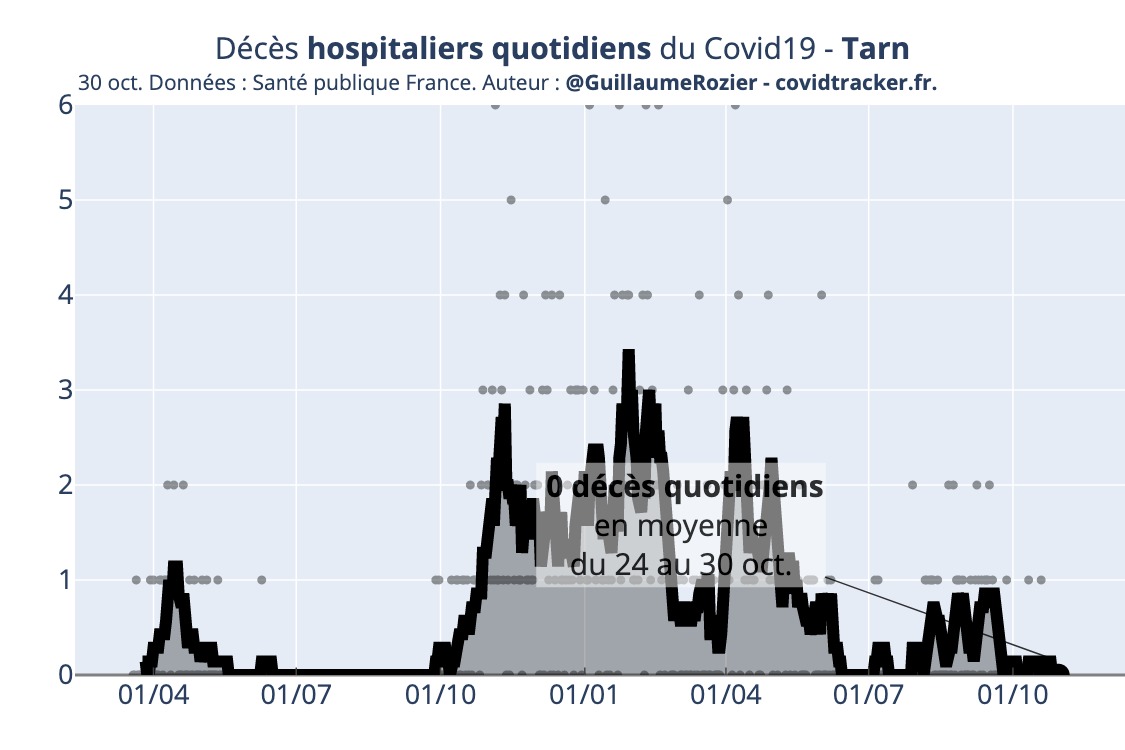 Décès hospitaliers quotidiens du Covid19 - Tarn
30 oct. Données : Santé publique France. Auteur : @GuillaumeRozier - covidtracker.fr.
6
5
4
3
2
1
0
0 décès quotidiens
en moyenne
du 24 au 30 oct.
01/04 01/07 01/10 01/01 01/04 01/07 01/10